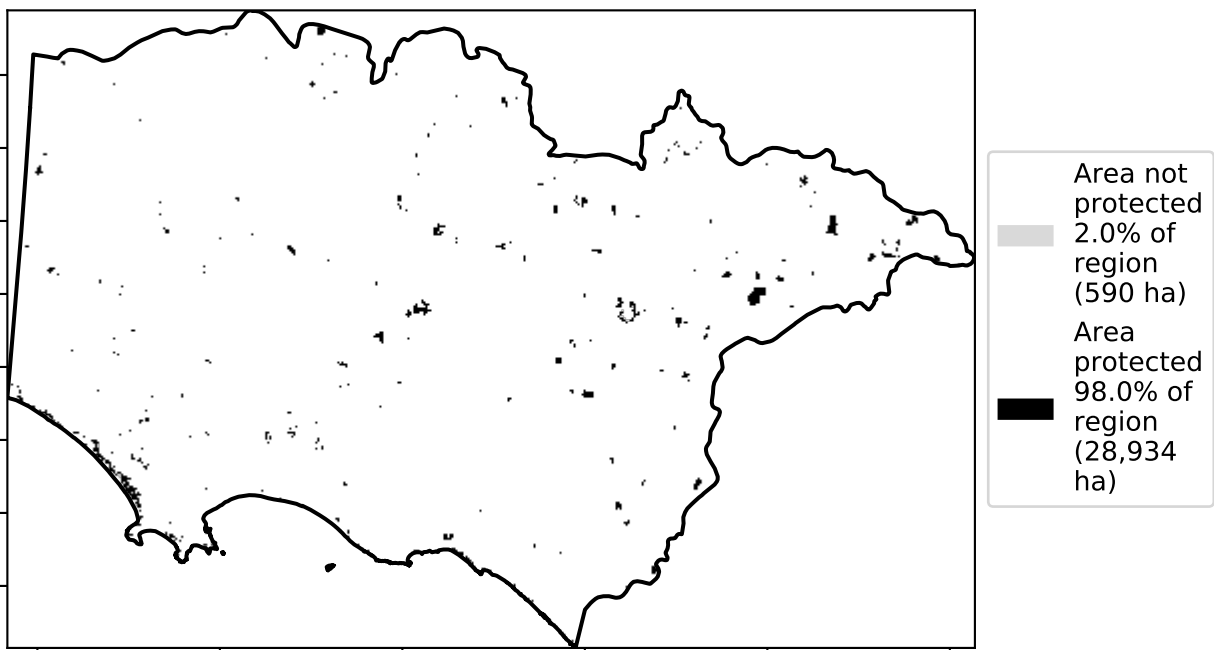 Area not
protected
2.0% of
region
(590 ha)
Area
protected
98.0% of
region
(28,934
ha)